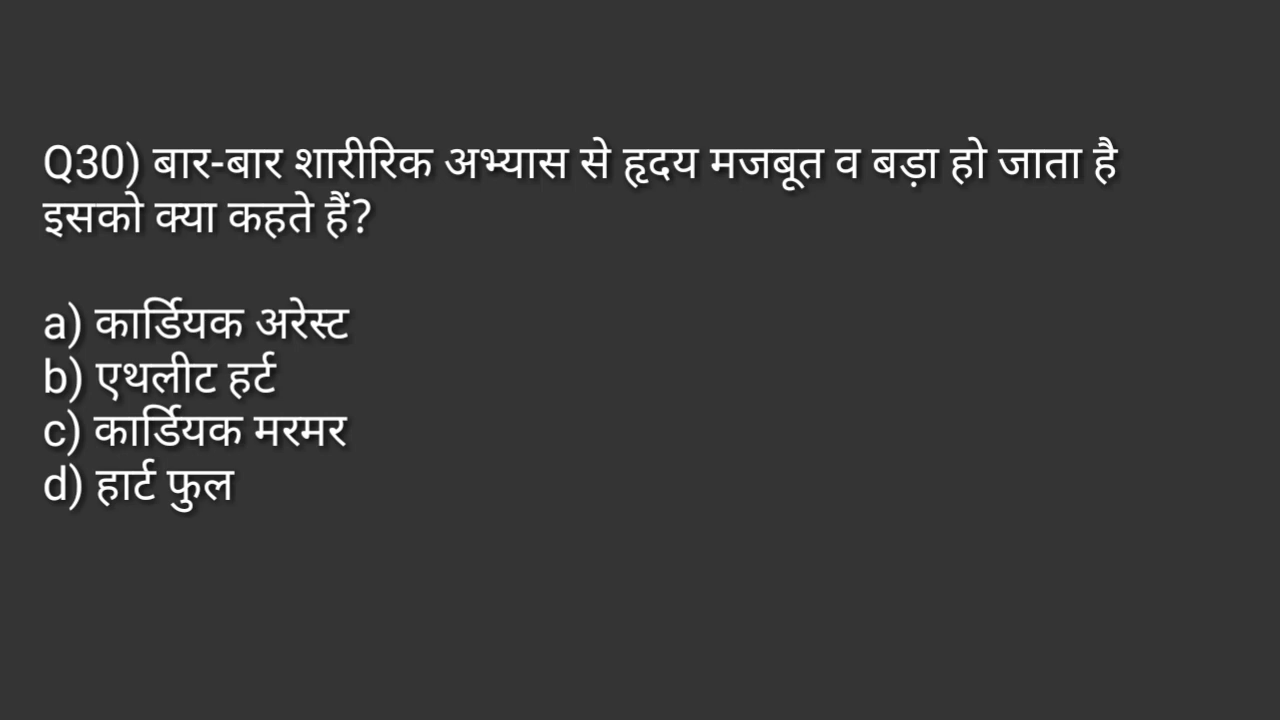 Q30) बार-बार शारीरिक अभ्यास से हृदय मजबूत व बड़ा हो जाता है
इसको क्या कहते हैं?
a) कार्डियक अरेस्ट
b) एथलीट हर्ट
c) कार्डियक मरमर
d) हार्ट फुल